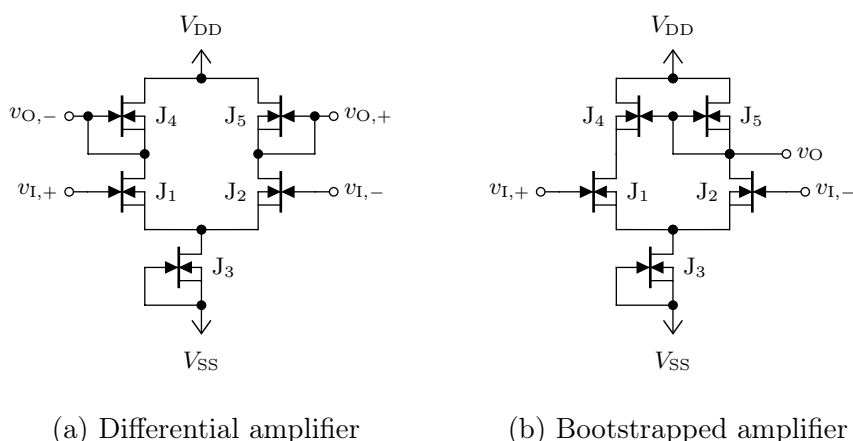 V_DD
V_DD
v_O,− J_4 J_5 v_O,+
J_4 J_5
v_O
v_I,+ J_1 J_2 v_I,−
v_I,+ J_1 J_2 v_I,−
J_3
J_3
V_SS
V_SS
(a) Differential amplifier
(b) Bootstrapped amplifier